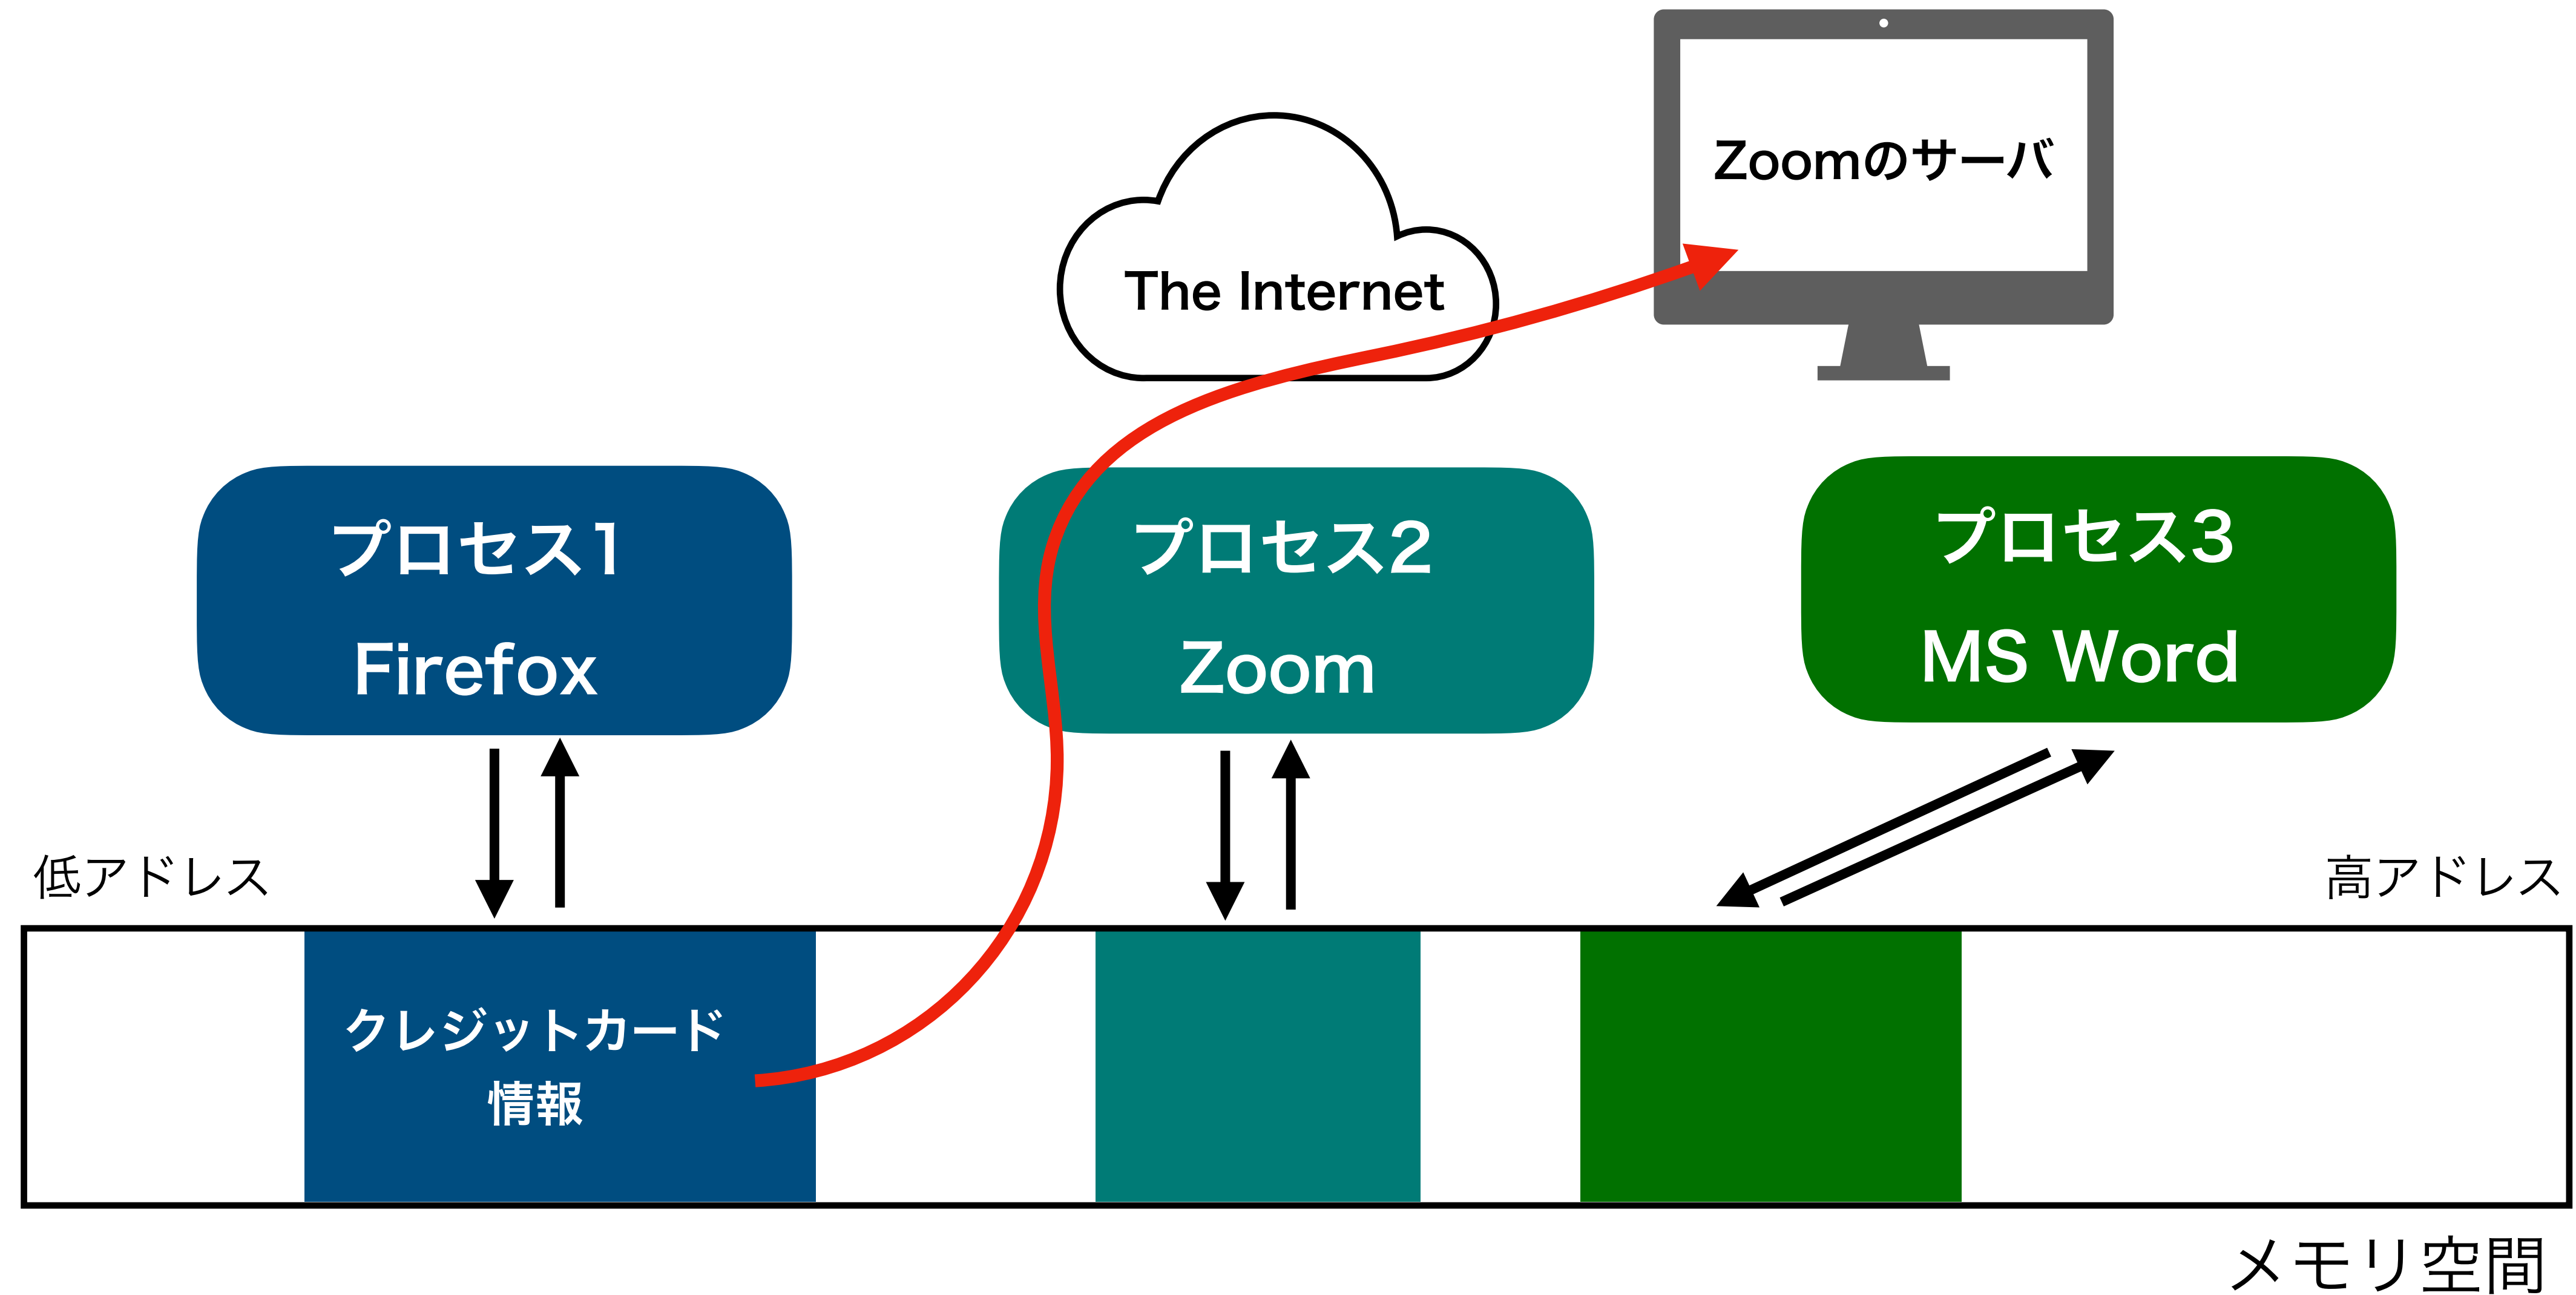 Zoomのサーバ
The Internet
プロセス1
Firefox
プロセス2
Zoom
プロセス3
MS Word
低アドレス
高アドレス
クレジットカード
情報
メモリ空間